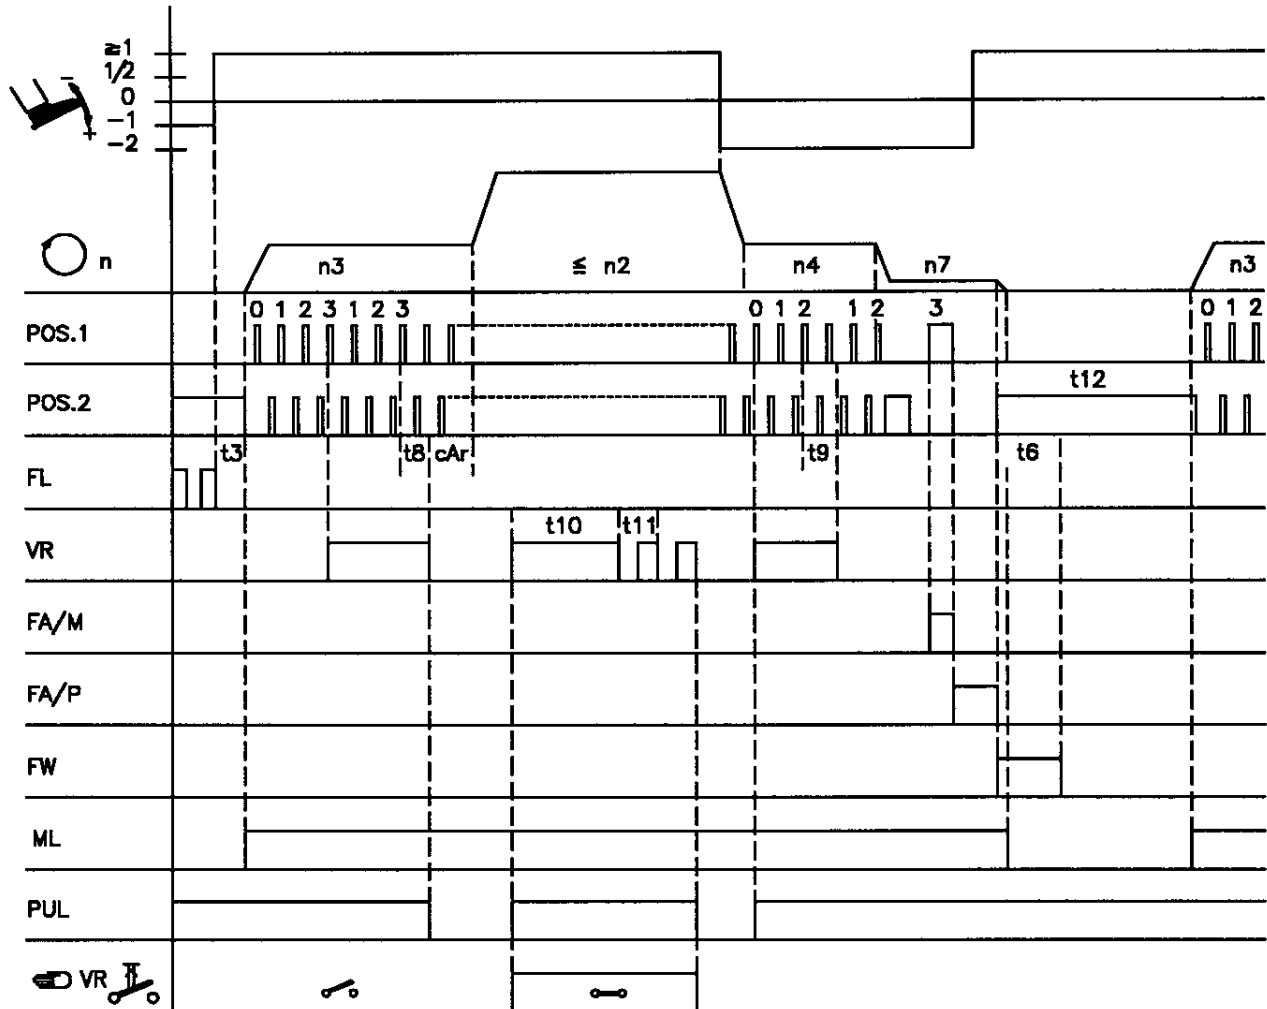 ≥1
1/2
0
−1
−2
−
+
n
n3
≤ n2
n4
n7
n3
0 1 2 3 1 2 3
0 1 2 1 2
3
0 1 2
POS.1
t12
POS.2
t3
t8 cAr
t9
t6
FL
t10
t11
VR
FA/M
FA/P
FW
ML
PUL
VR